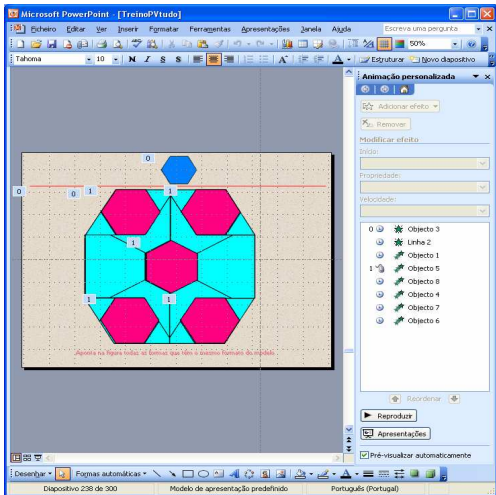 Microsoft PowerPoint - [TreinoPVtudo]
Ficheiro Editar Ver Inserir Formatar Ferramentas Apresentações Janela Ajuda Escreva uma pergunta
50%
Tahoma 10 N I S S A A Estruturar Novo diapositivo
Animação personalizada
Adicionar efeito
Remover
Modificar efeito
Início:
Propriedade:
Velocidade:
0
0
0 1 1
1
1 1
Aponta na figura todas as formas que têm o mesmo formato do modelo
0 Objecto 3
Linha 2
Objecto 1
1 Objecto 5
Objecto 8
Objecto 4
Objecto 7
Objecto 6
Reordenar
Reproduzir
Apresentações
Pré-visualizar automaticamente
Desenhar Formas automáticas A
Diapositivo 238 de 300 Modelo de apresentação predefinido Português (Portugal)